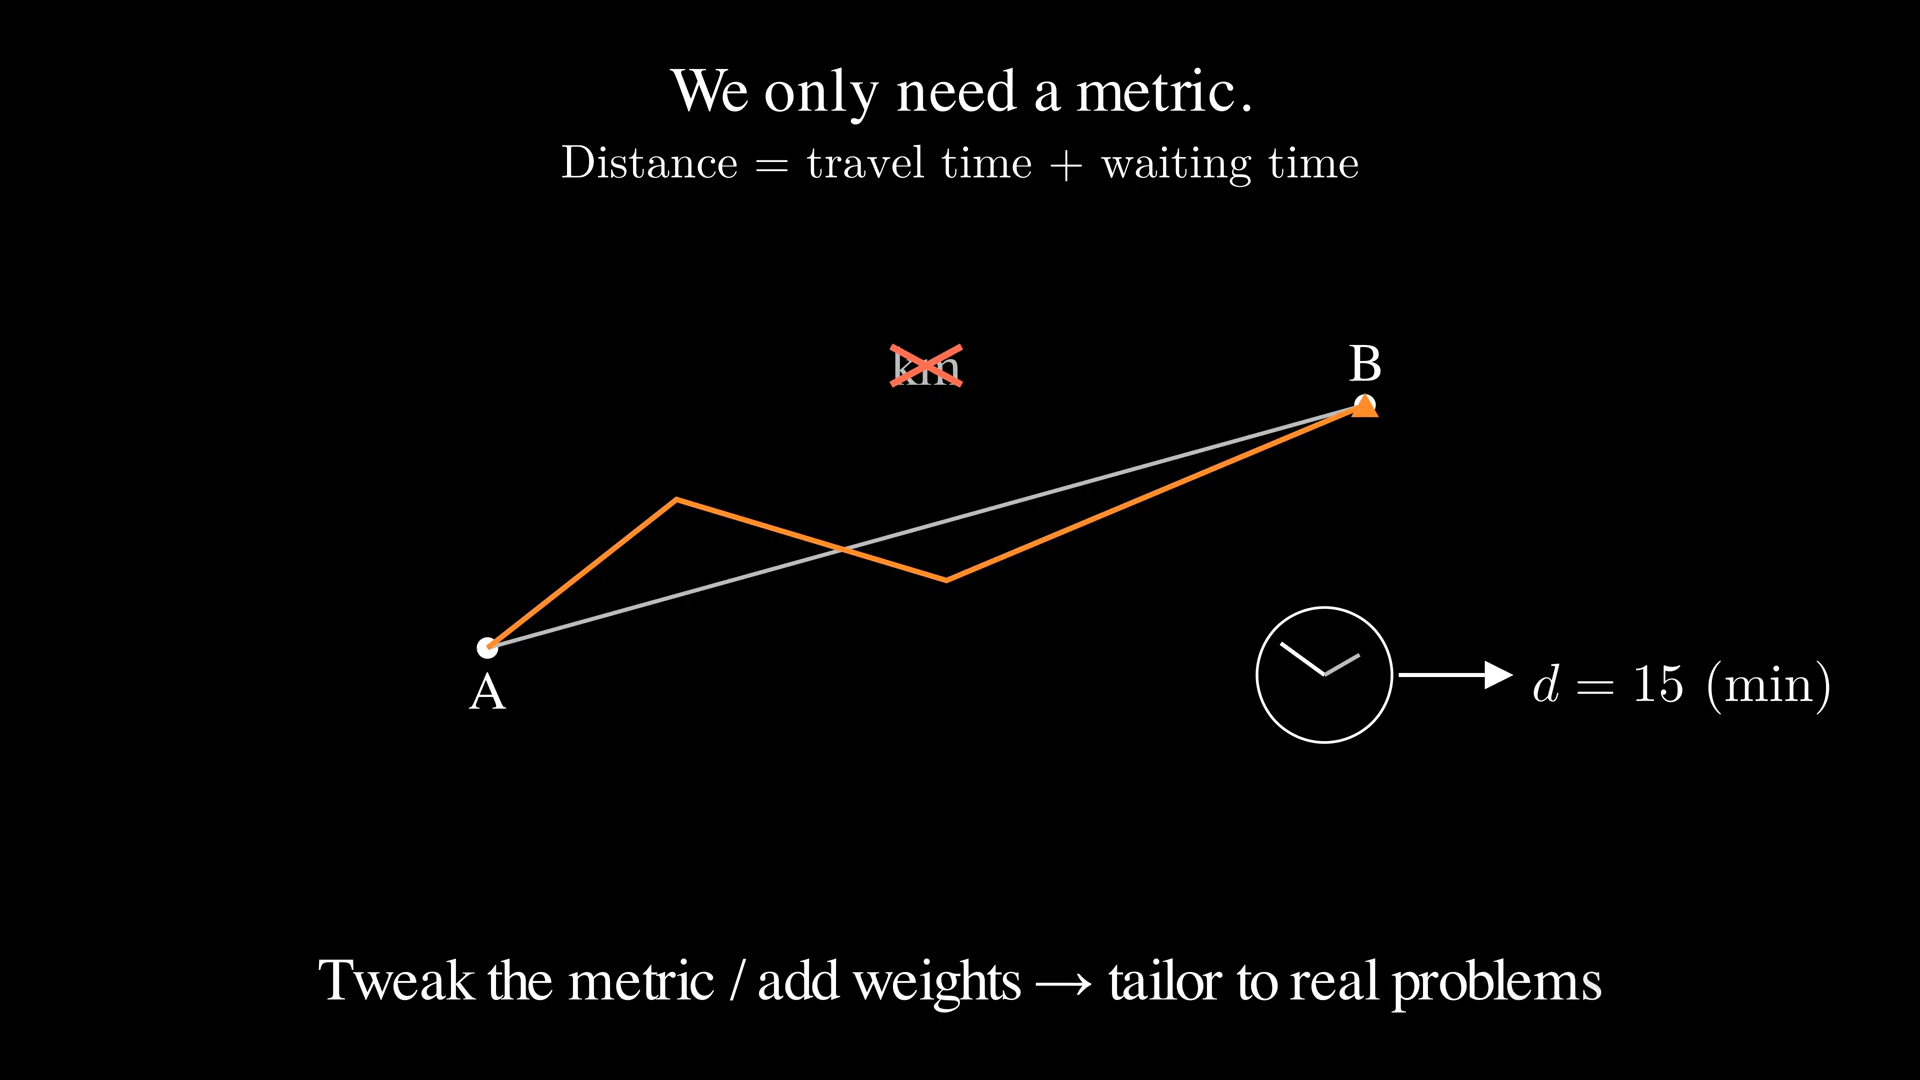 We only need a metric.
Distance = travel time + waiting time
km
B
A
d = 15 (min)
Tweak the metric / add weights → tailor to real problems